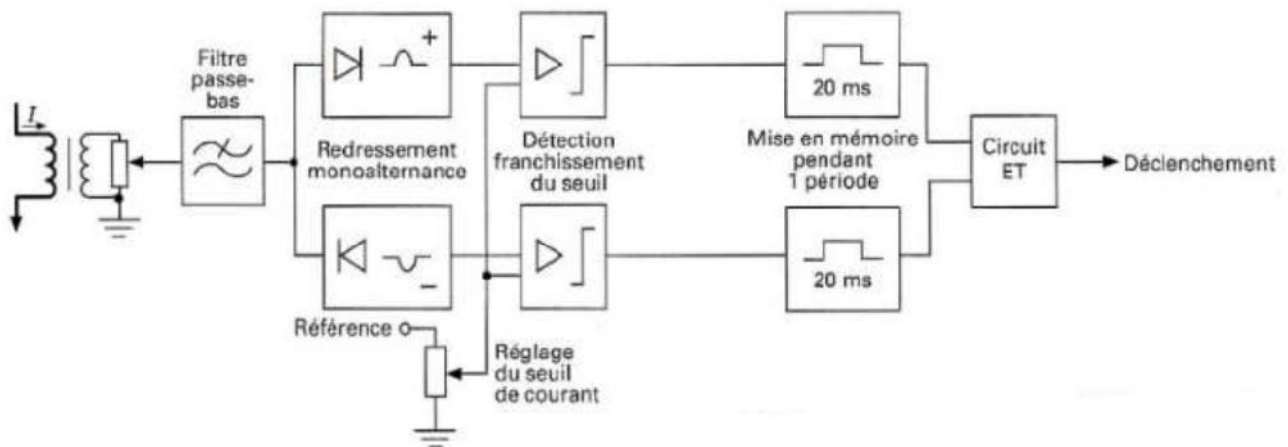 Filtre
passe-
bas
I
+
Redressement
monoalternance
–
Détection
franchissement
du seuil
20 ms
Mise en mémoire
pendant
1 période
20 ms
Circuit
ET
Déclenchement
Référence
Réglage
du seuil
de courant